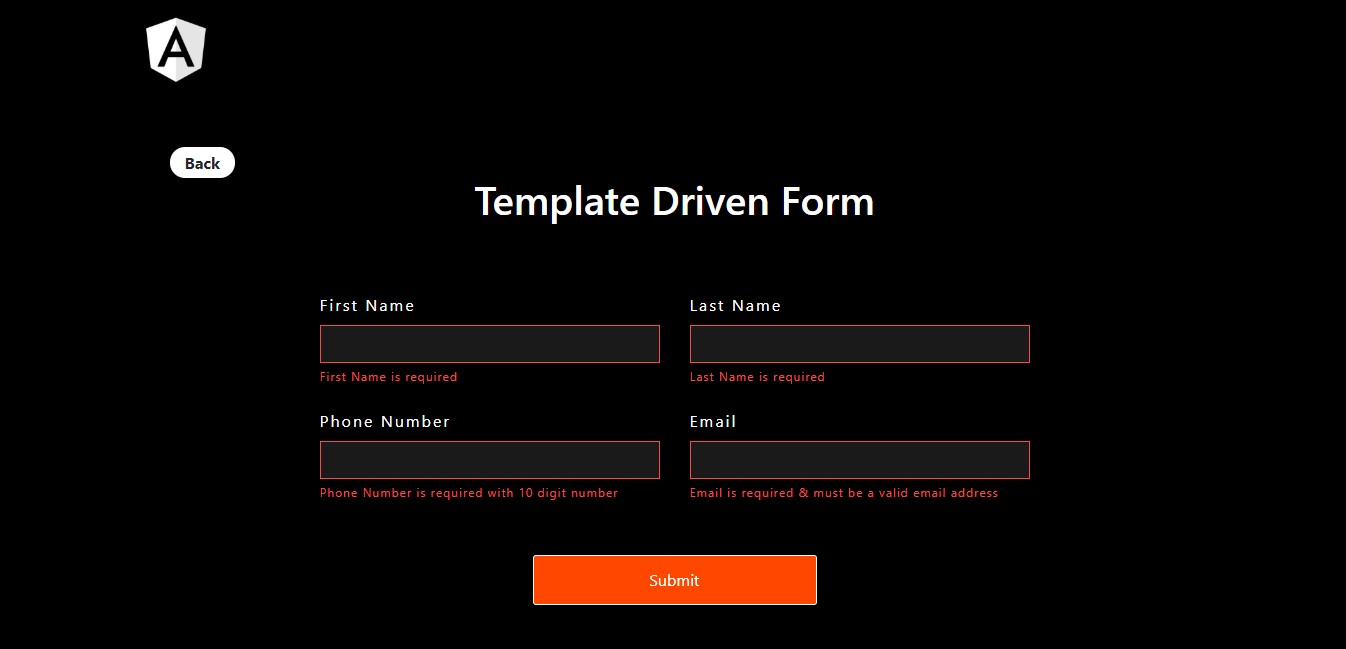 Back
Template Driven Form
First Name
Last Name
First Name is required
Last Name is required
Phone Number
Email
Phone Number is required with 10 digit number
Email is required & must be a valid email address
Submit